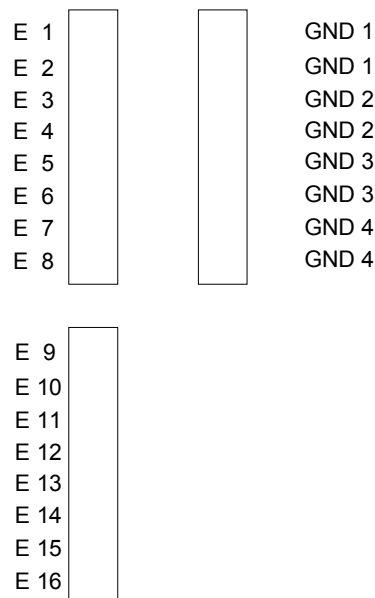 E 1 GND 1
E 2 GND 1
E 3 GND 2
E 4 GND 2
E 5 GND 3
E 6 GND 3
E 7 GND 4
E 8 GND 4
E 9
E 10
E 11
E 12
E 13
E 14
E 15
E 16